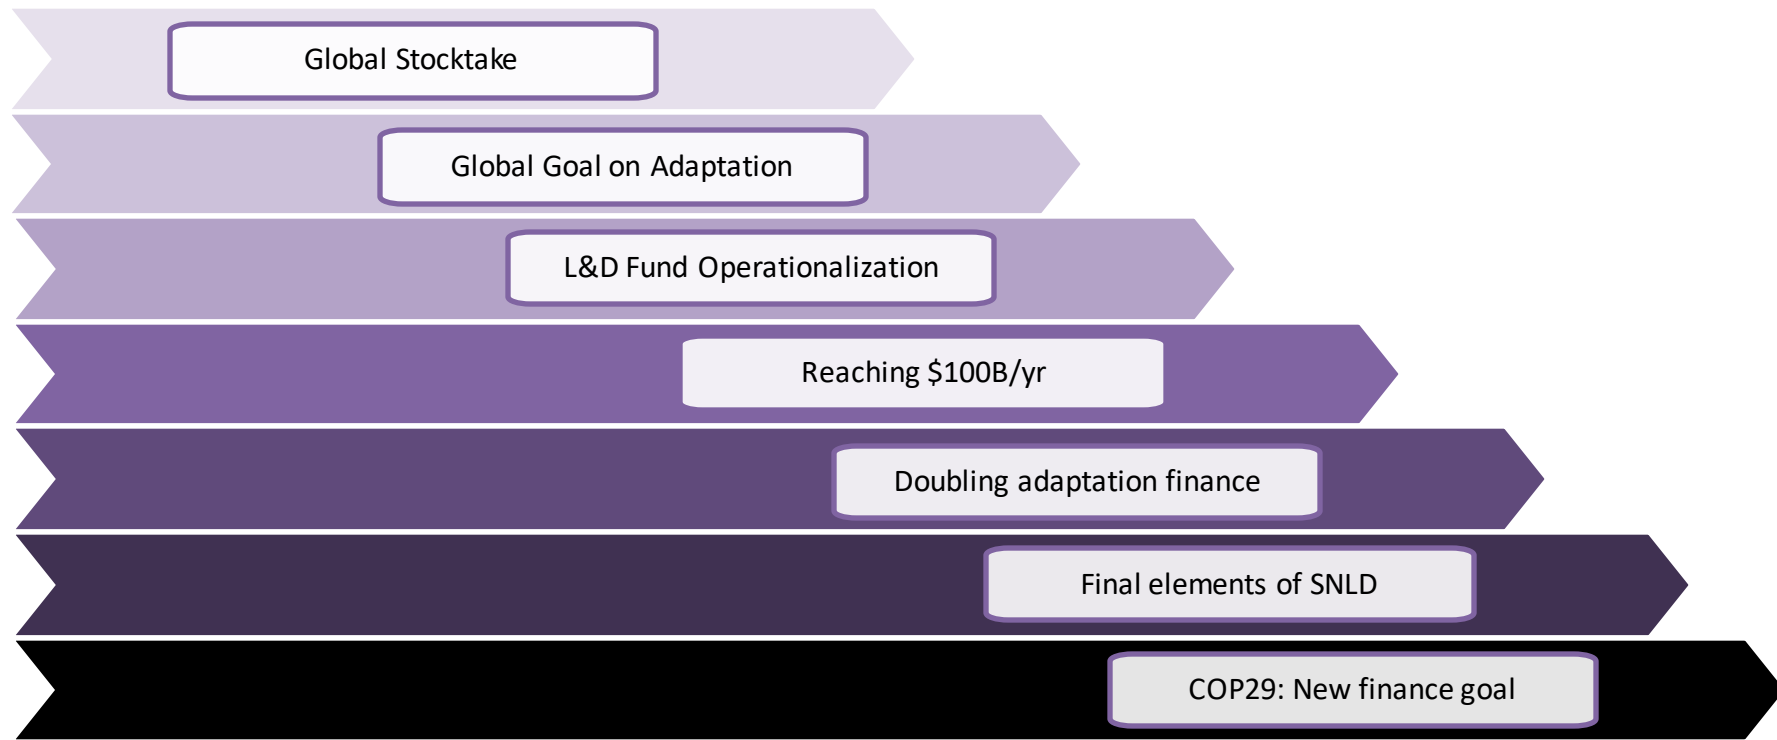 Global Stocktake
Global Goal on Adaptation
L&D Fund Operationalization
Reaching $100B/yr
Doubling adaptation finance
Final elements of SNLD
COP29: New finance goal